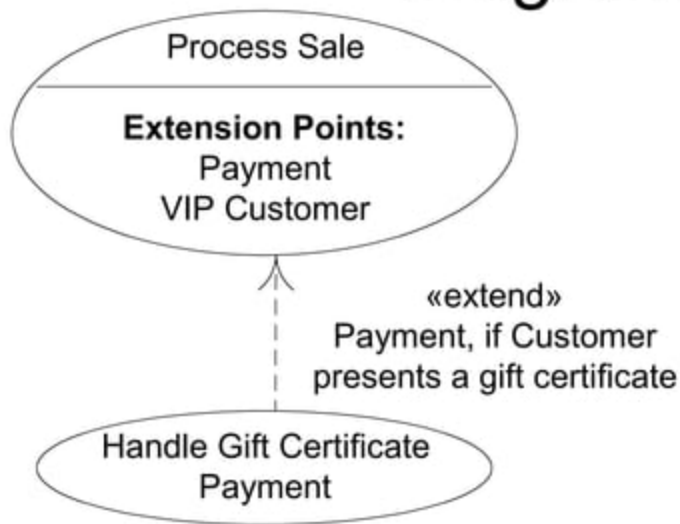 Process Sale
Extension Points:
Payment
VIP Customer
«extend»
Payment, if Customer
presents a gift certificate
Handle Gift Certificate
Payment